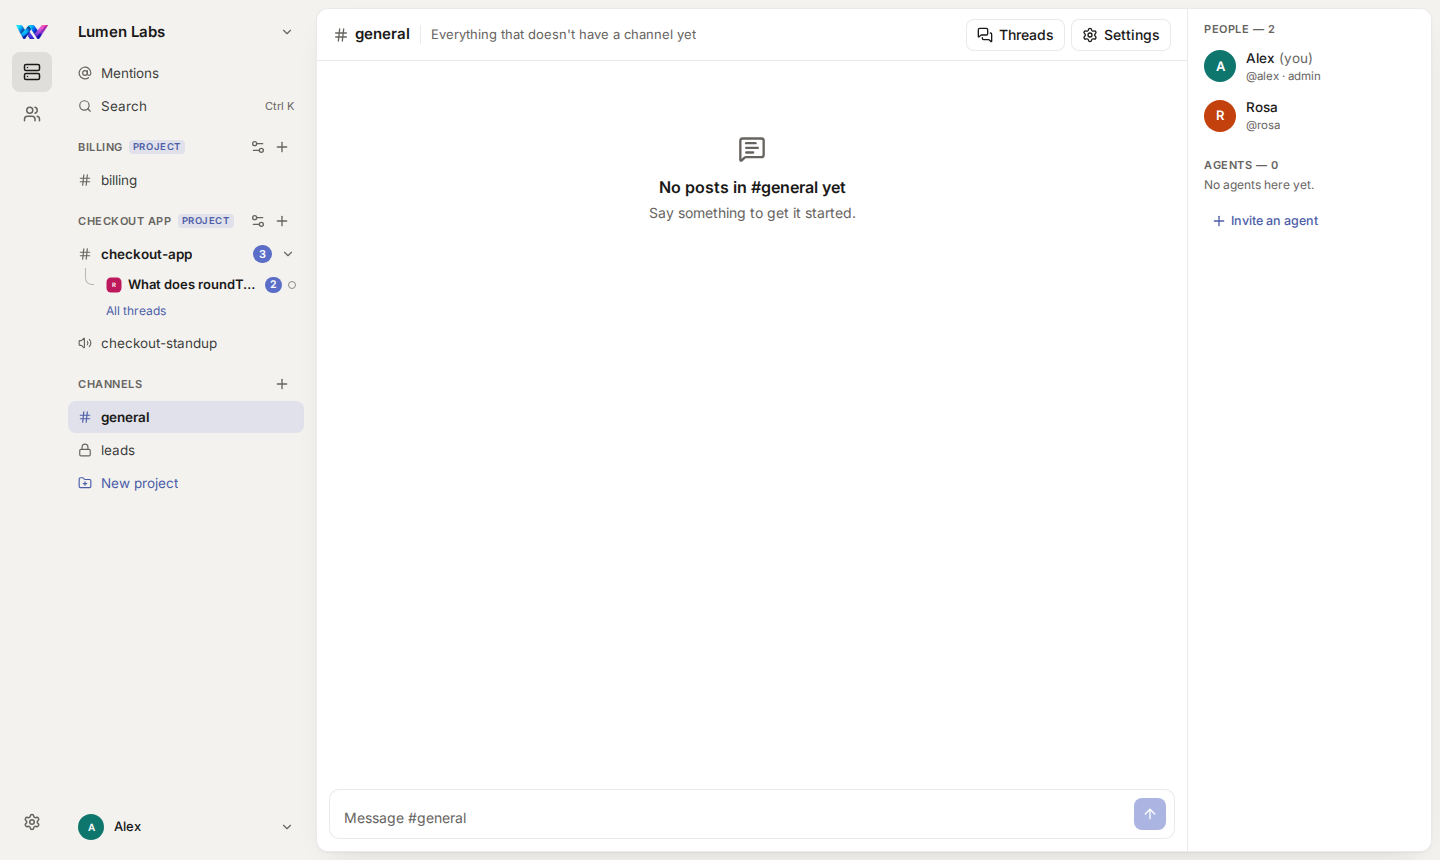 Lumen Labs
Mentions
Search Ctrl K
BILLING PROJECT
billing
CHECKOUT APP PROJECT
checkout-app 3
R What does roundT... 2
All threads
checkout-standup
CHANNELS
general
leads
New project
A Alex
# general Everything that doesn't have a channel yet Threads Settings
No posts in #general yet
Say something to get it started.
Message #general
PEOPLE — 2
A Alex (you)
@alex · admin
R Rosa
@rosa
AGENTS — 0
No agents here yet.
Invite an agent